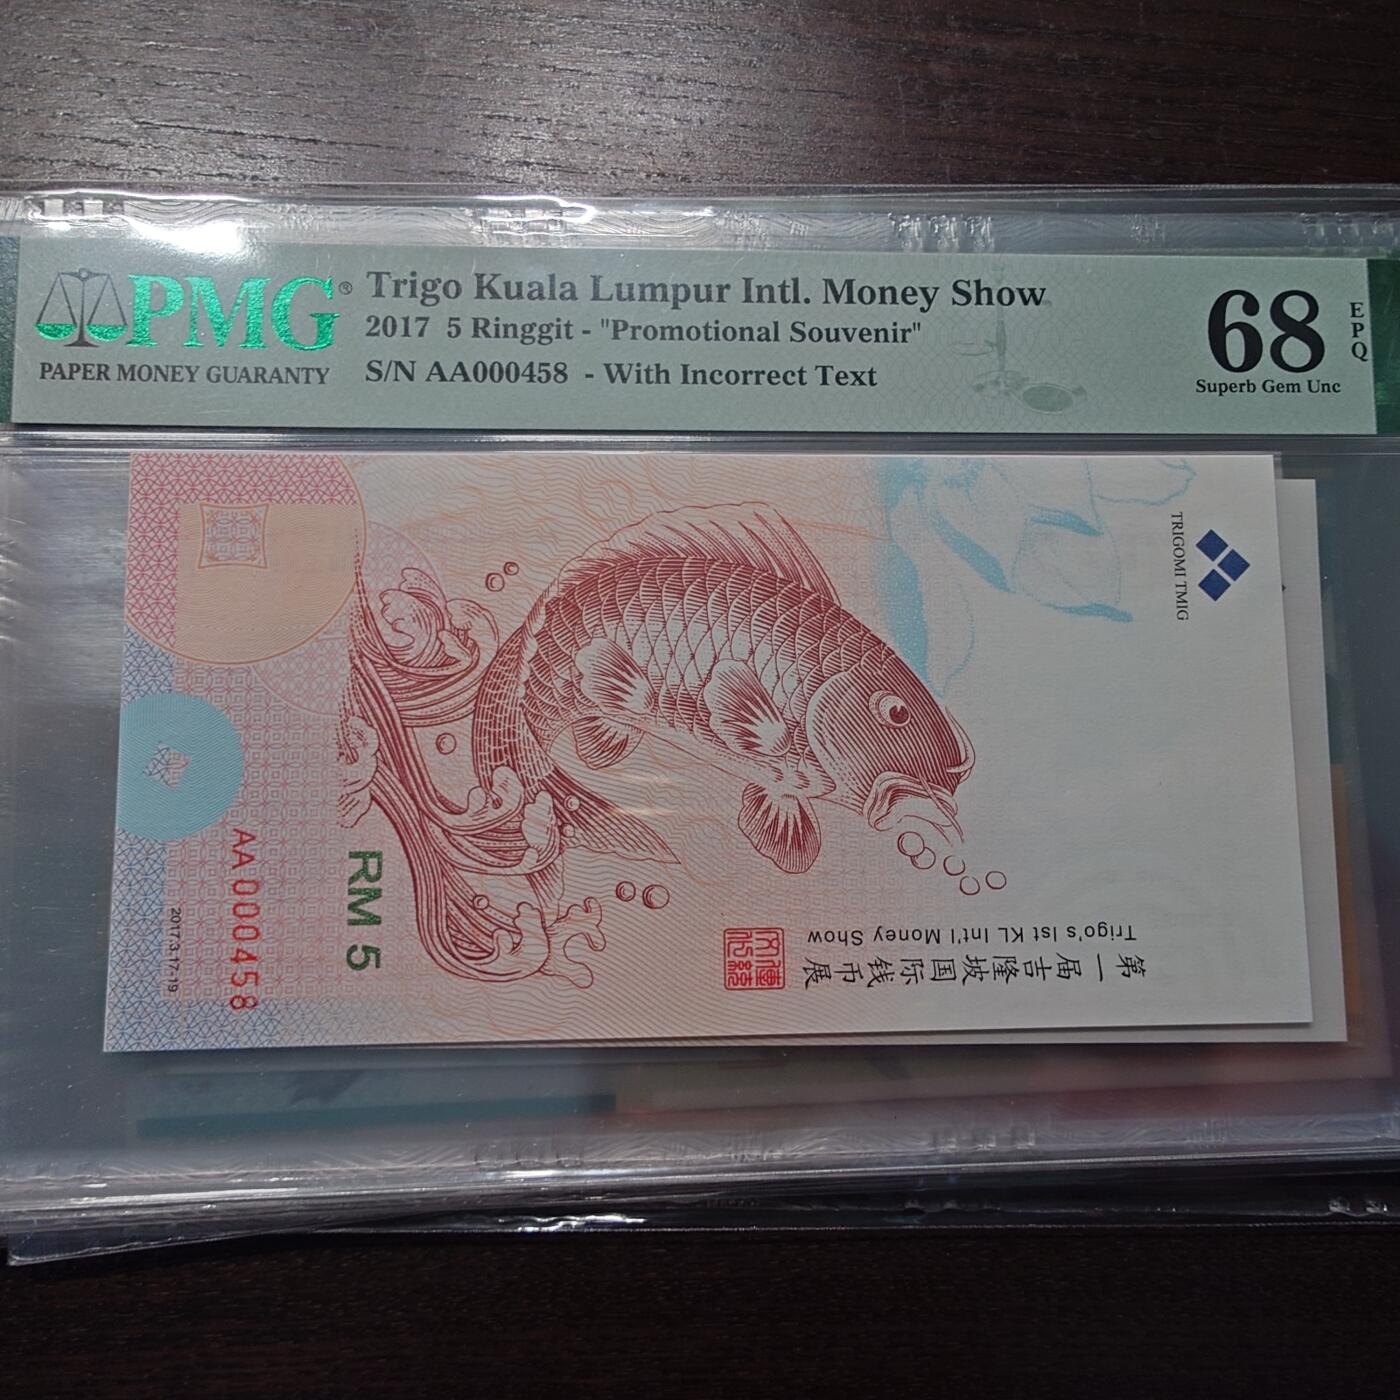 PMG®
PAPER MONEY GUARANTY
Trigo Kuala Lumpur Intl. Money Show
2017 5 Ringgit - "Promotional Souvenir"
S/N AA000458 - With Incorrect Text
68
EPQ
Superb Gem Unc
TRIGOMI TMIG
AA000458
RM 5
2017.3.17-19
Trigo's Ist KL Int'l Money Show
第一届吉隆坡国际钱币展